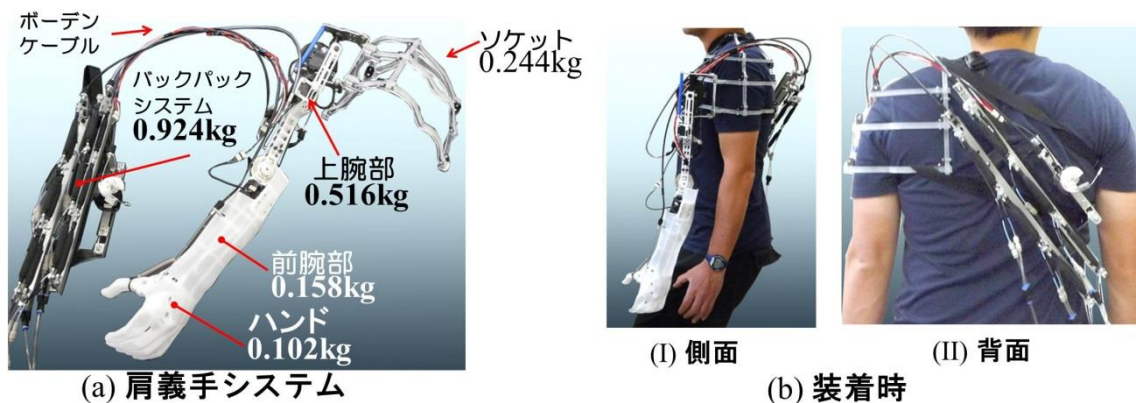 ボーデン
ケーブル
バックパック
システム
0.924kg
ソケット
0.244kg
上腕部
0.516kg
前腕部
0.158kg
ハンド
0.102kg
(a) 肩義手システム
(I) 側面
(II) 背面
(b) 装着時